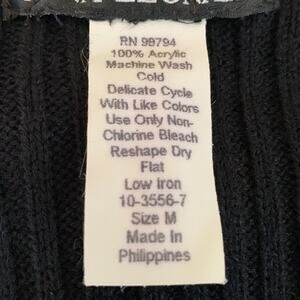 RN 98794
100% Acrylic
Machine Wash
Cold
Delicate Cycle
With Like Colors
Use Only Non-
Chlorine Bleach
Reshape Dry
Flat
Low Iron
10-3556-7
Size M
Made In
Philippines